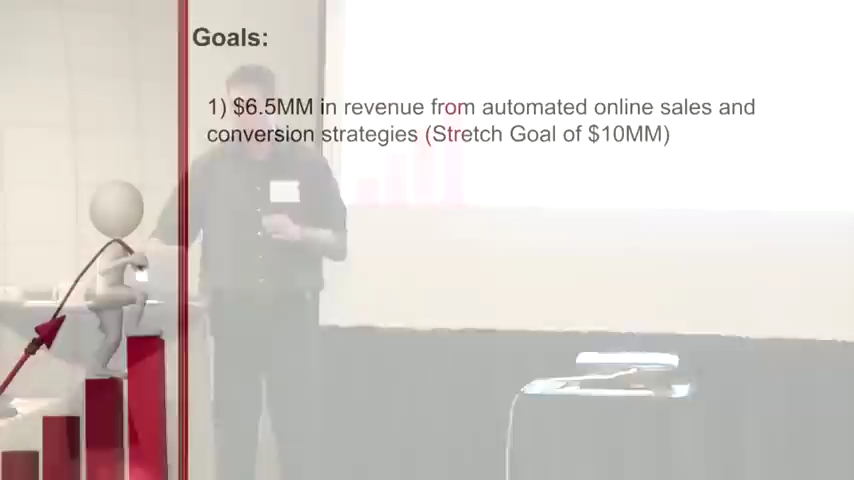 Goals:
1) $6.5MM in revenue from automated online sales and
conversion strategies (Stretch Goal of $10MM)